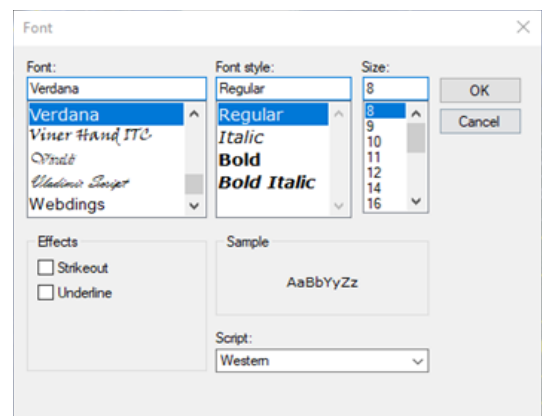 Font
Font:
Verdana
Verdana
Viner Hand ITC
Vivaldi
Vladimir Script
Webdings
Font style:
Regular
Regular
Italic
Bold
Bold Italic
Size:
8
8
9
10
11
12
14
16
OK
Cancel
Effects
Strikeout
Underline
Sample
AaBbYyZz
Script:
Western